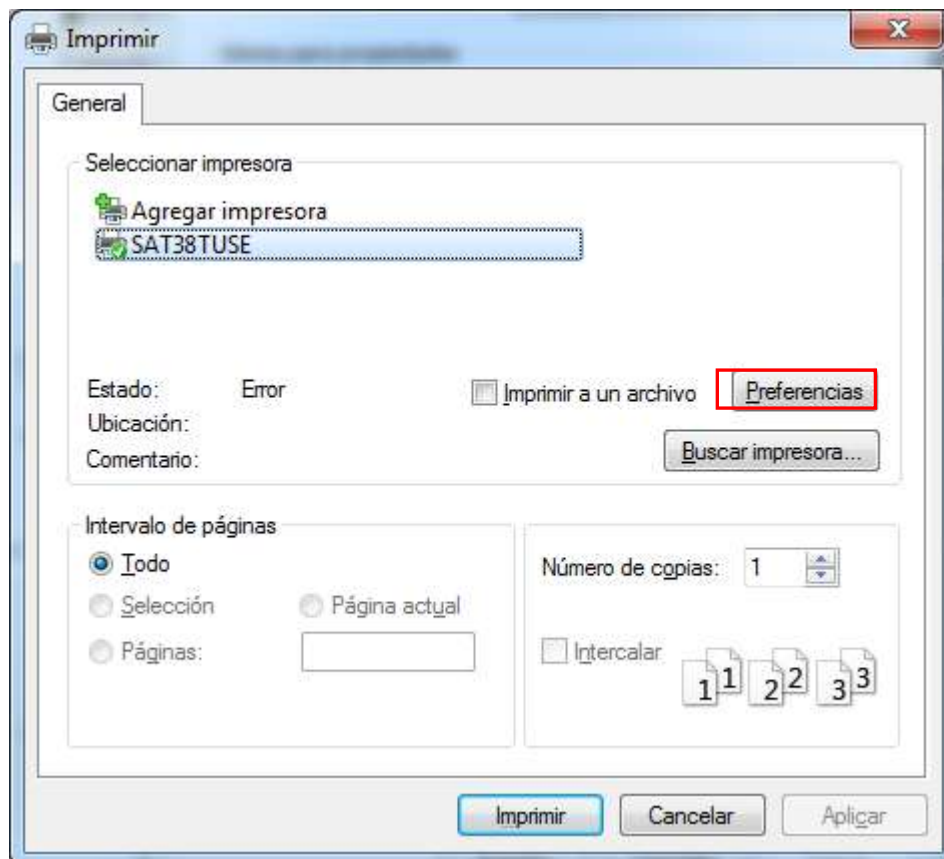 Imprimir
General
Seleccionar impresora
Agregar impresora
SAT38TUSE
Estado: Error
Imprimir a un archivo
Preferencias
Ubicación:
Comentario:
Buscar impresora...
Intervalo de páginas
Todo
Selección
Página actual
Páginas:
Número de copias: 1
Intercalar
1 1 2 2 3 3
Imprimir
Cancelar
Aplicar